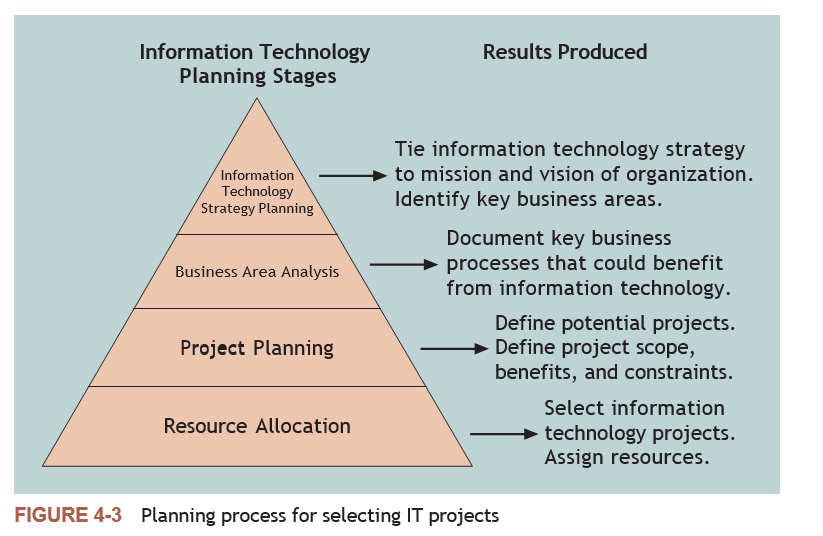 Information Technology
Planning Stages
Results Produced
Information
Technology
Strategy Planning
Tie information technology strategy
to mission and vision of organization.
Identify key business areas.
Business Area Analysis
Document key business
processes that could benefit
from information technology.
Project Planning
Define potential projects.
Define project scope,
benefits, and constraints.
Resource Allocation
Select information
technology projects.
Assign resources.
FIGURE 4-3 Planning process for selecting IT projects